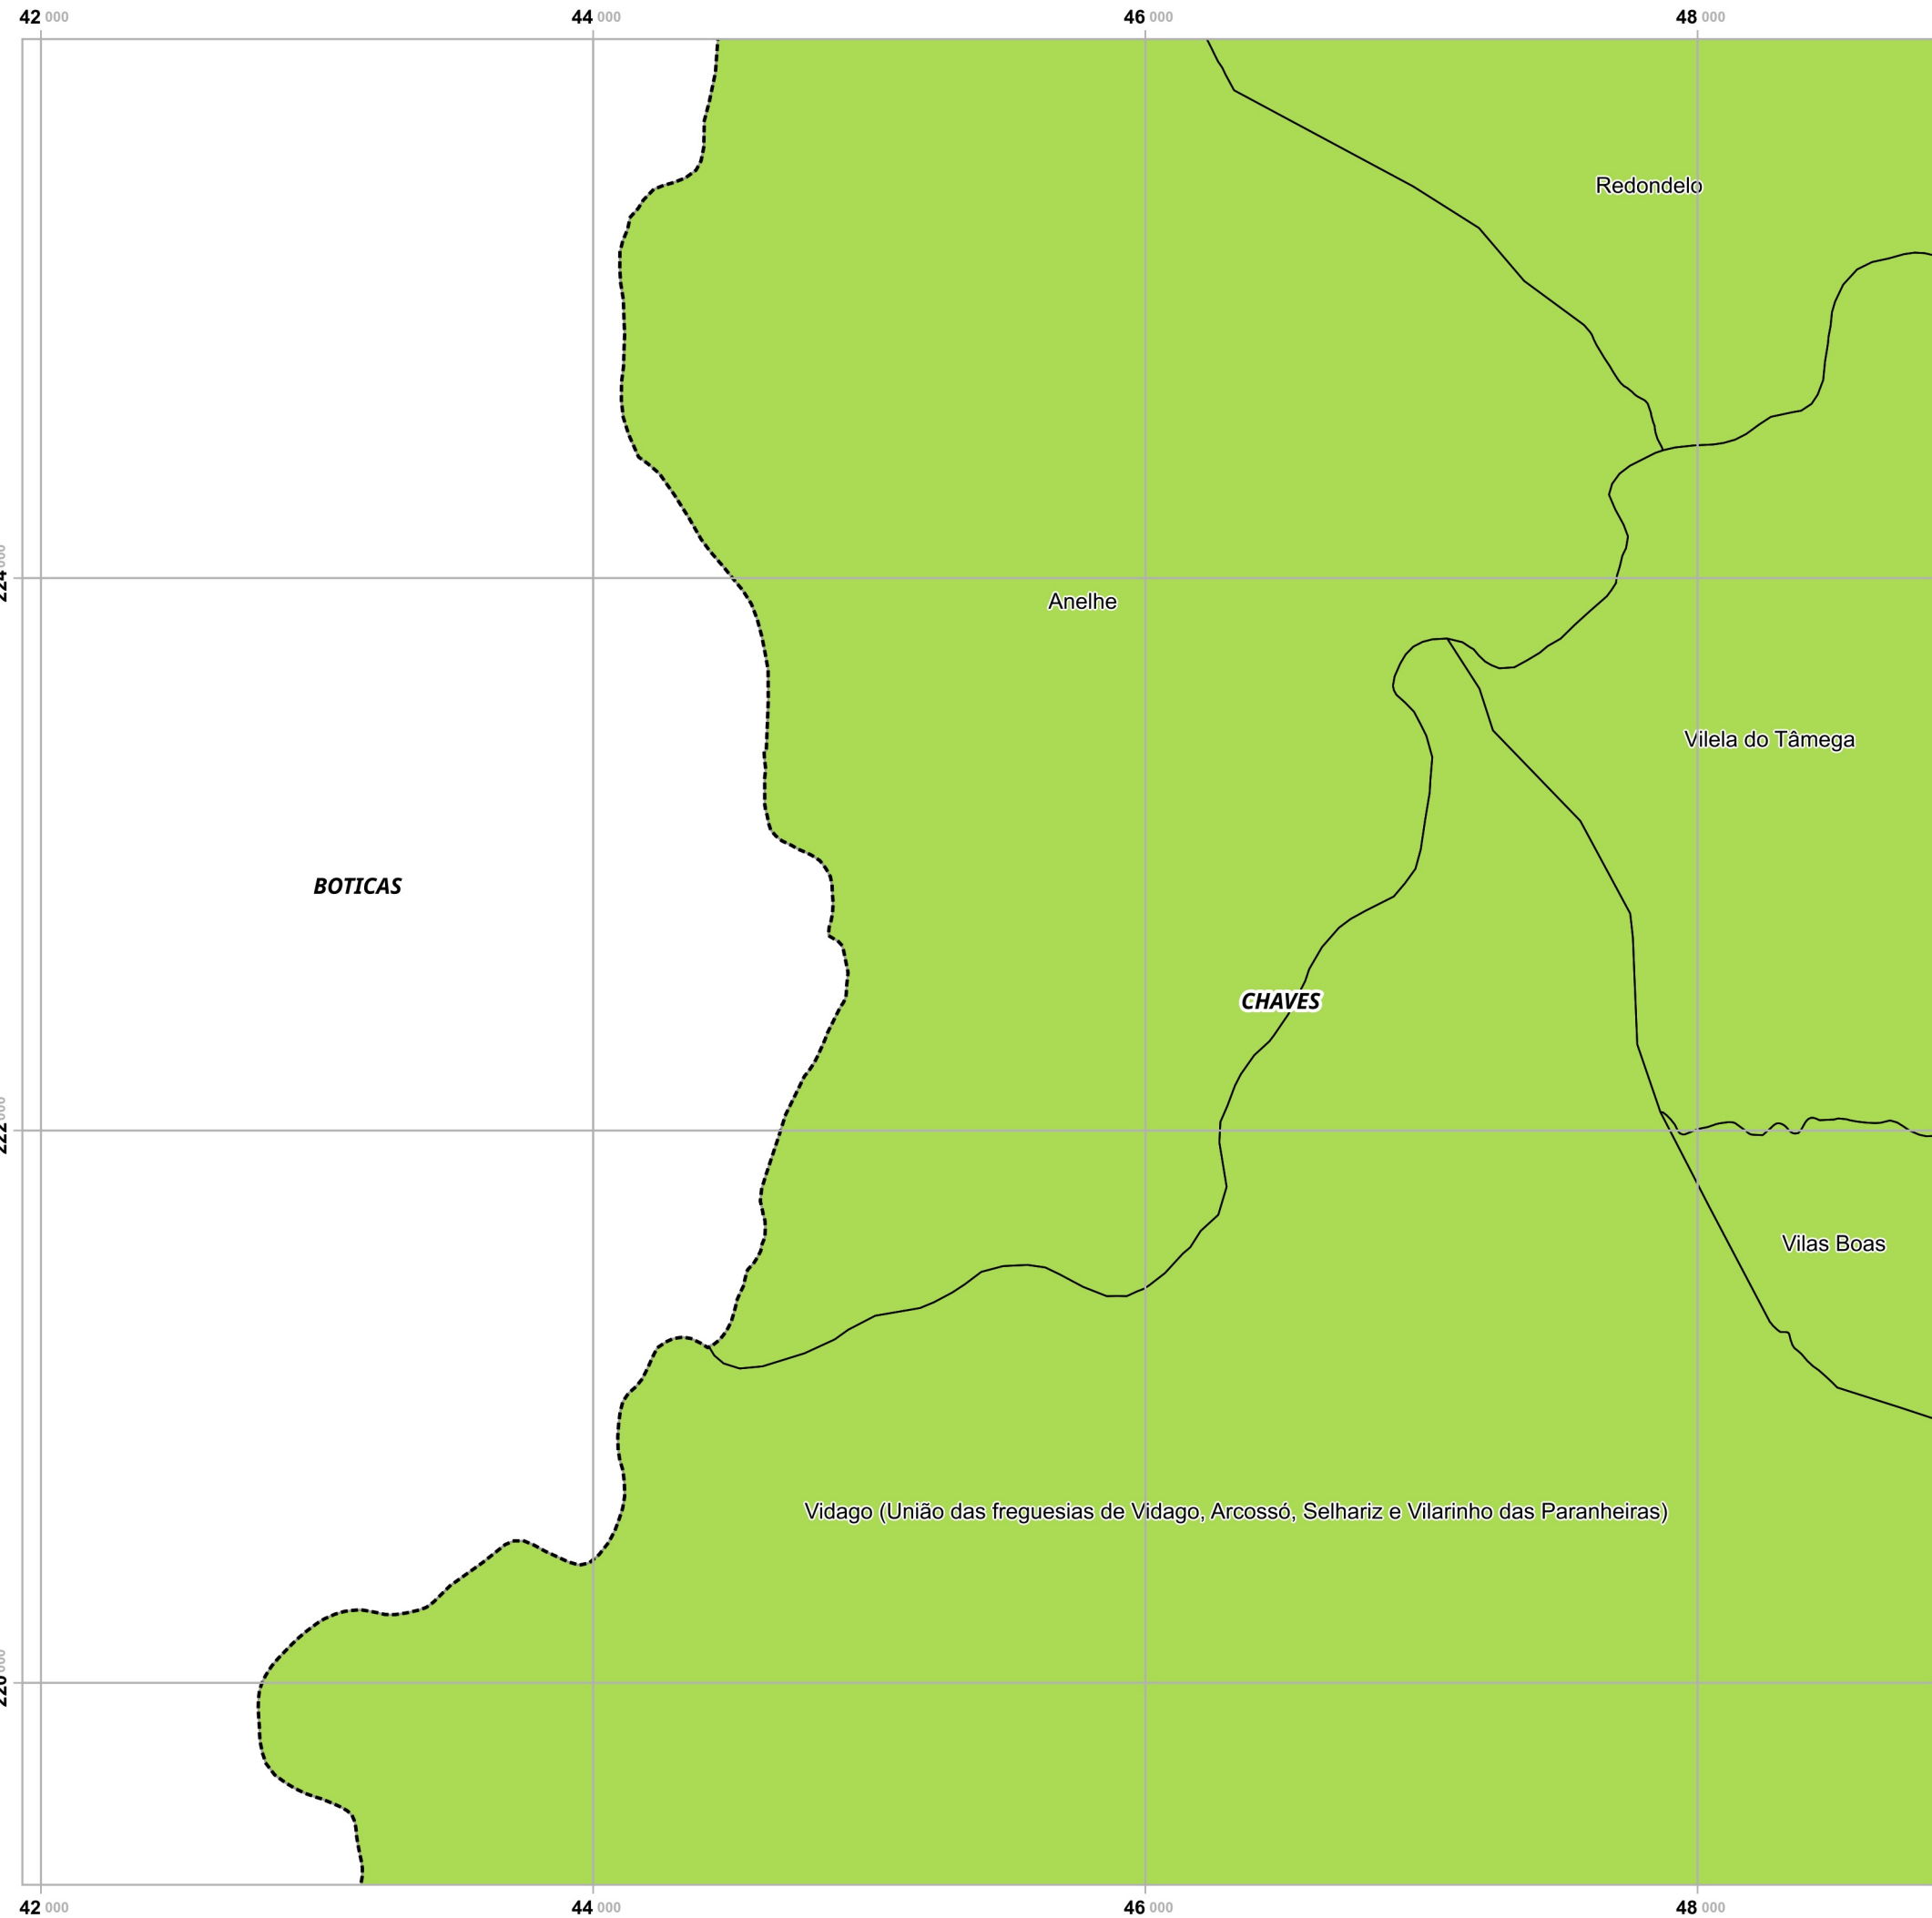 42 000 44 000 46 000 48 000
Redondelo
Anelhe
Vilela do Tâmega
BOTICAS
CHAVES
Vilas Boas
Vidago (União das freguesias de Vidago, Arcossó, Selhariz e Vilarinho das Paranheiras)
42 000 44 000 46 000 48 000